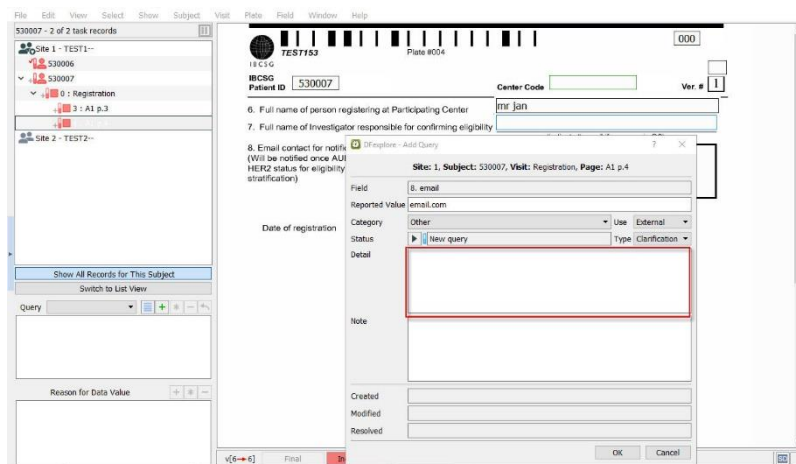 File Edit View Select Show Subject Visit Plate Field Window Help
530007 - 2 of 2 task records
Site 1 - TEST1--
530006
530007
0 : Registration
3 : A1 p.3
Site 2 - TEST2--
Show All Records for This Subject
Switch to List View
Query
Reason for Data Value
TEST153
Plate #004
000
IBCSG
IBCSG
Patient ID 530007 Center Code Ver. # 1
6. Full name of person registering at Participating Center mr jan
7. Full name of Investigator responsible for confirming eligibility
8. Email contact for
(Will be notified once
HER2 status for eligibility
stratification)
Date of registration
DFexplore - Add Query ? ×
Site: 1, Subject: 530007, Visit: Registration, Page: A1 p.4
Field 8. email
Reported Value email.com
Category Other Use External
Status New query Type Clarification
Detail
Note
Created
Modified
Resolved
OK Cancel
v[6→6] Final